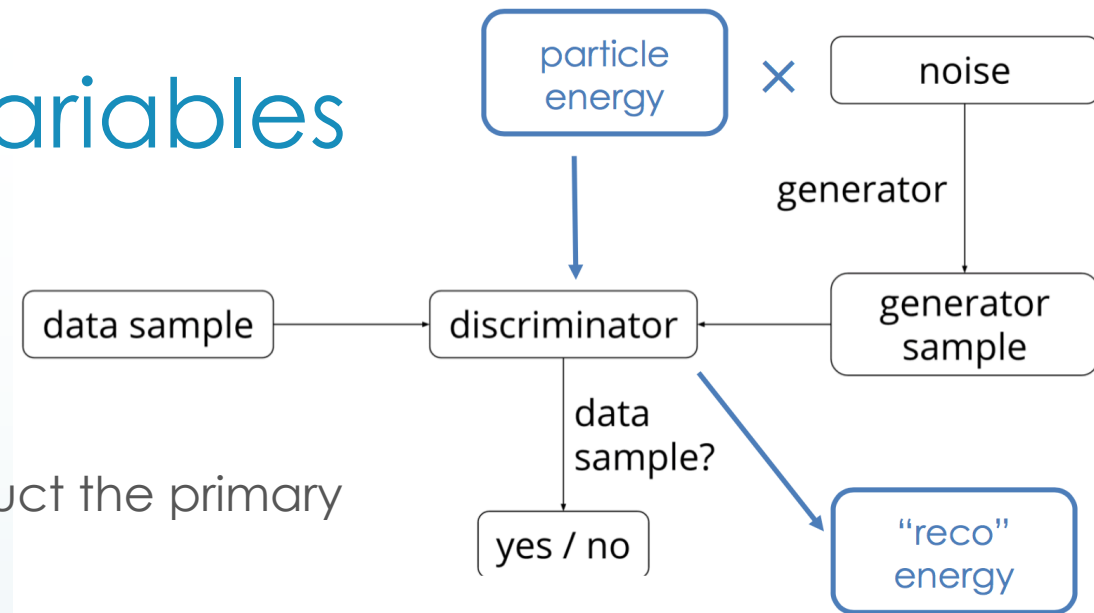 particle
energy
×
noise
ariables
generator
data sample
discriminator
generator
sample
data
sample?
uct the primary
yes / no
“reco”
energy